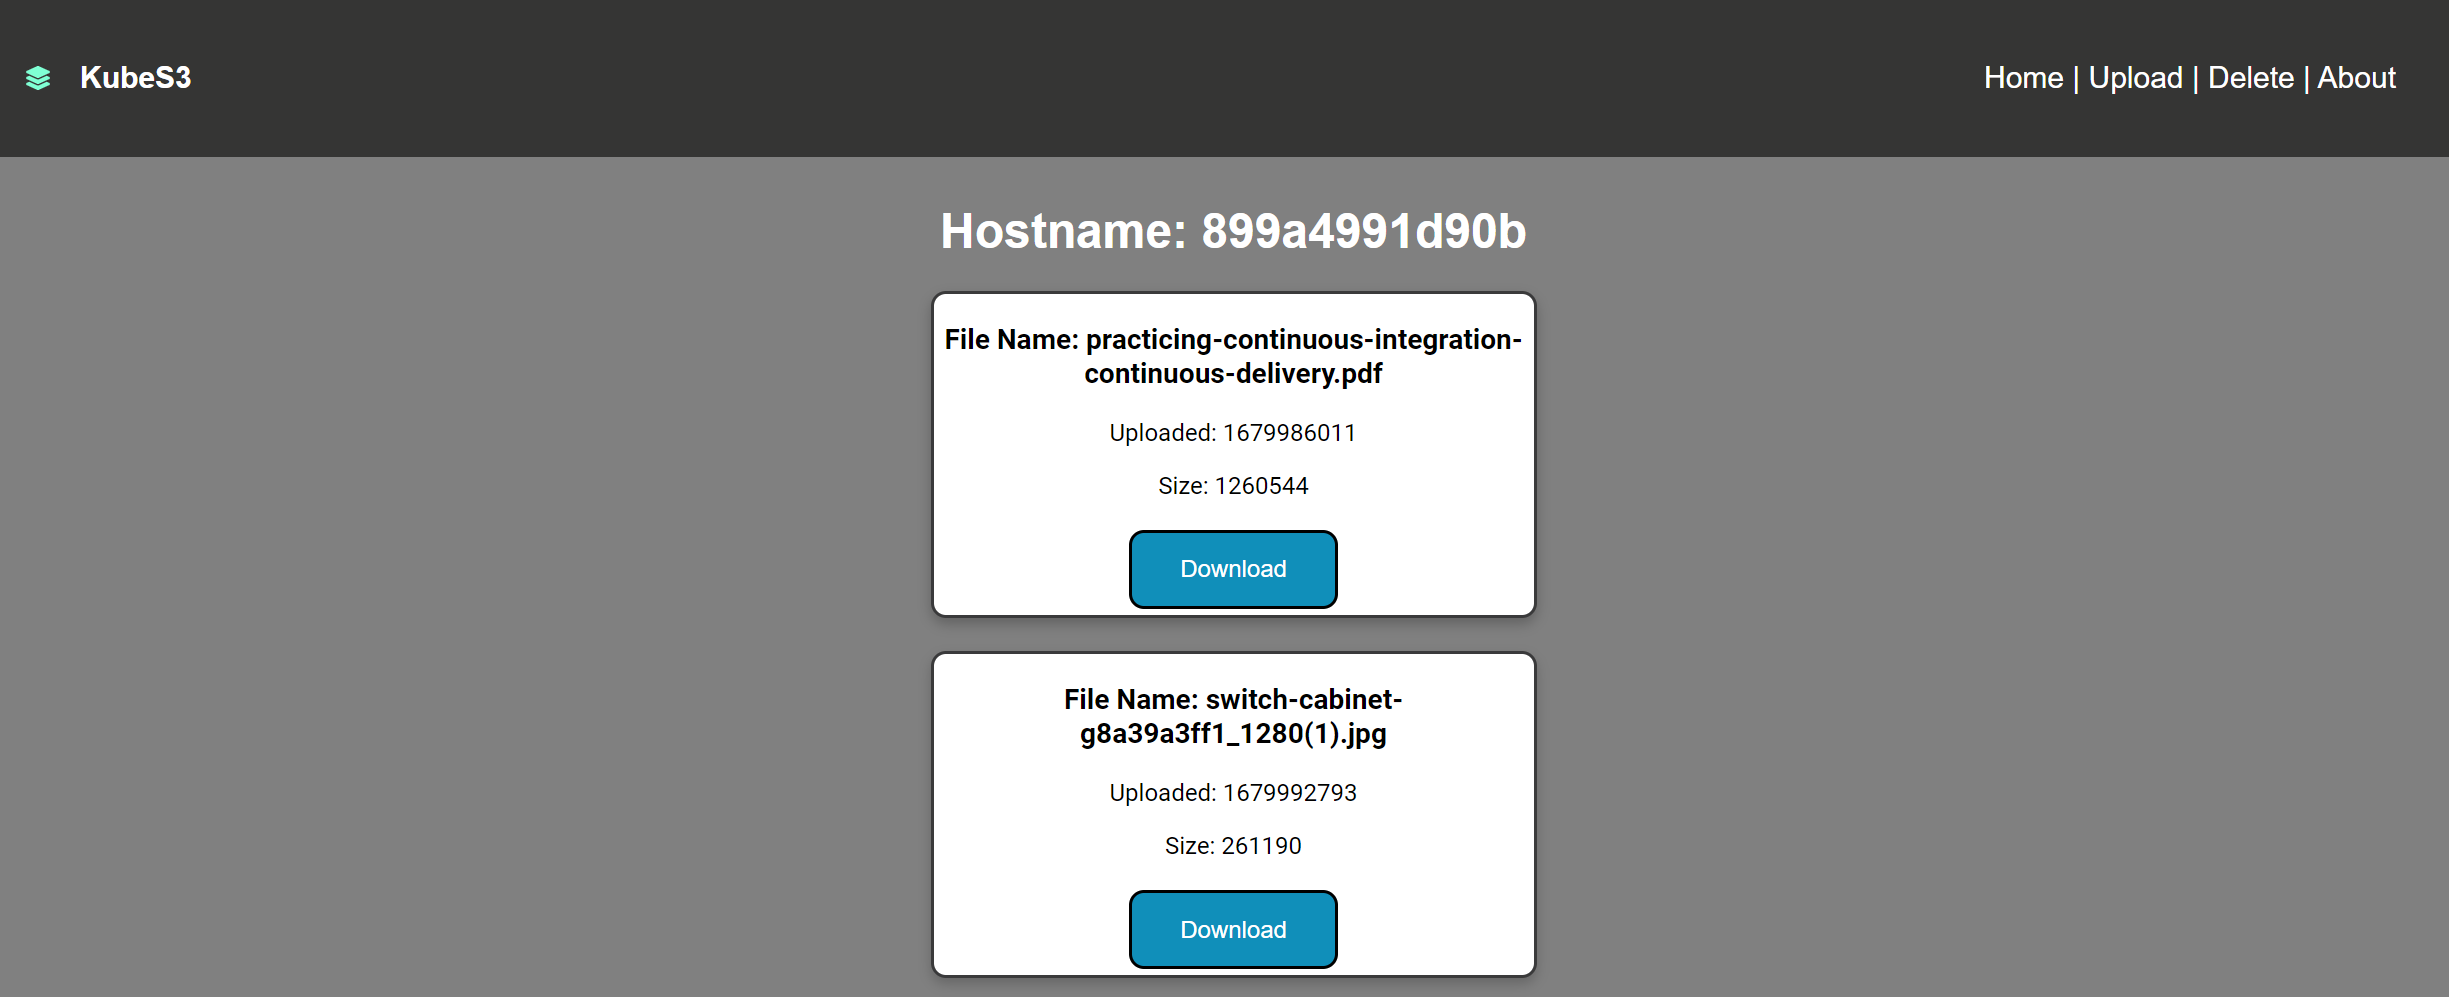 KubeS3
Home | Upload | Delete | About
Hostname: 899a4991d90b
File Name: practicing-continuous-integration-
continuous-delivery.pdf
Uploaded: 1679986011
Size: 1260544
Download
File Name: switch-cabinet-
g8a39a3ff1_1280(1).jpg
Uploaded: 1679992793
Size: 261190
Download